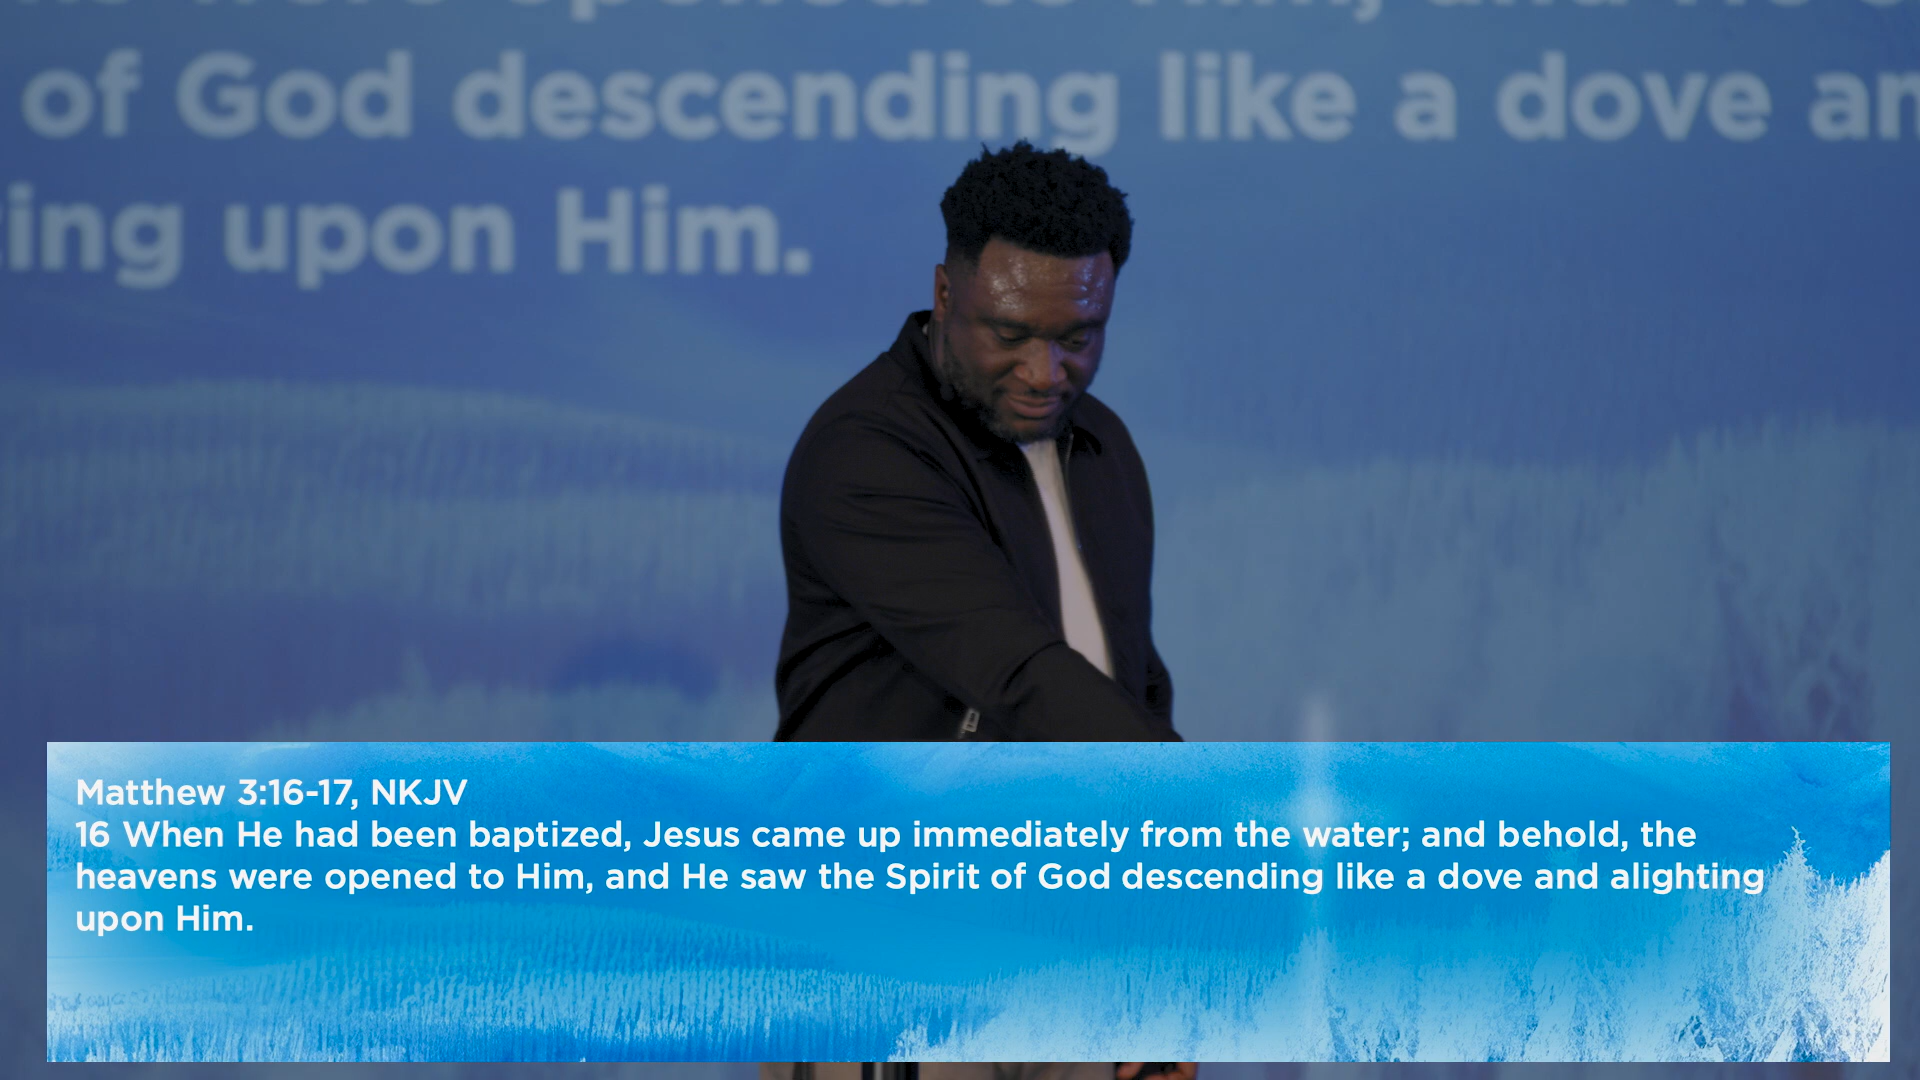 of God descending like a dove
upon Him.
Matthew 3:16-17, NKJV
16 When He had been baptized, Jesus came up immediately from the water; and behold, the
heavens were opened to Him, and He saw the Spirit of God descending like a dove and alighting
upon Him.